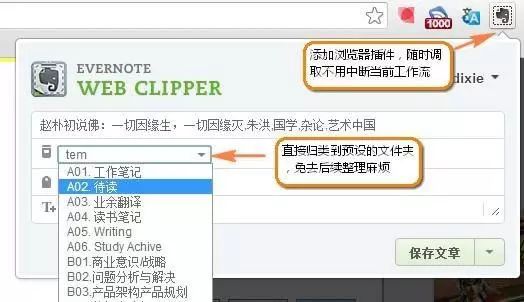 1000
添加浏览器插件，随时调
取不用中断当前工作流
EVERNOTE
WEB CLIPPER
dixie
赵朴初说佛：一切因缘生，一切因缘灭,朱洪,国学,杂论,艺术中国
tem
直接归类到预设的文件夹
，免去后续整理麻烦
A01. 工作笔记
A02. 待读
A03. 业余翻译
A04. 读书笔记
A05. Writing
A06. Study Achive
B01.商业意识/战略
B02.问题分析与解决
B03.产品架构产品规划
T+
保存文章